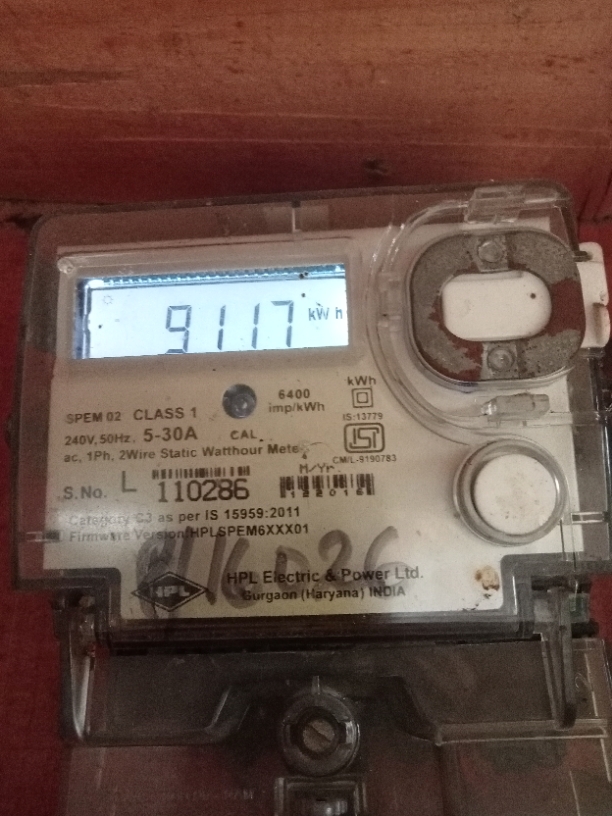 9117 kWh
6400
imp/kWh
kWh
SPEM 02 CLASS 1
IS:13779
240V, 50Hz. 5-30A CAL
ac, 1Ph, 2Wire Static Watthour Meter
CM/L-9190783
M/Yr.
S.No. L 110286
Category C3 as per IS 15959:2011
Firmware Version:HPLSPEM6XXX01
HPL
HPL Electric & Power Ltd.
Gurgaon (Haryana) INDIA